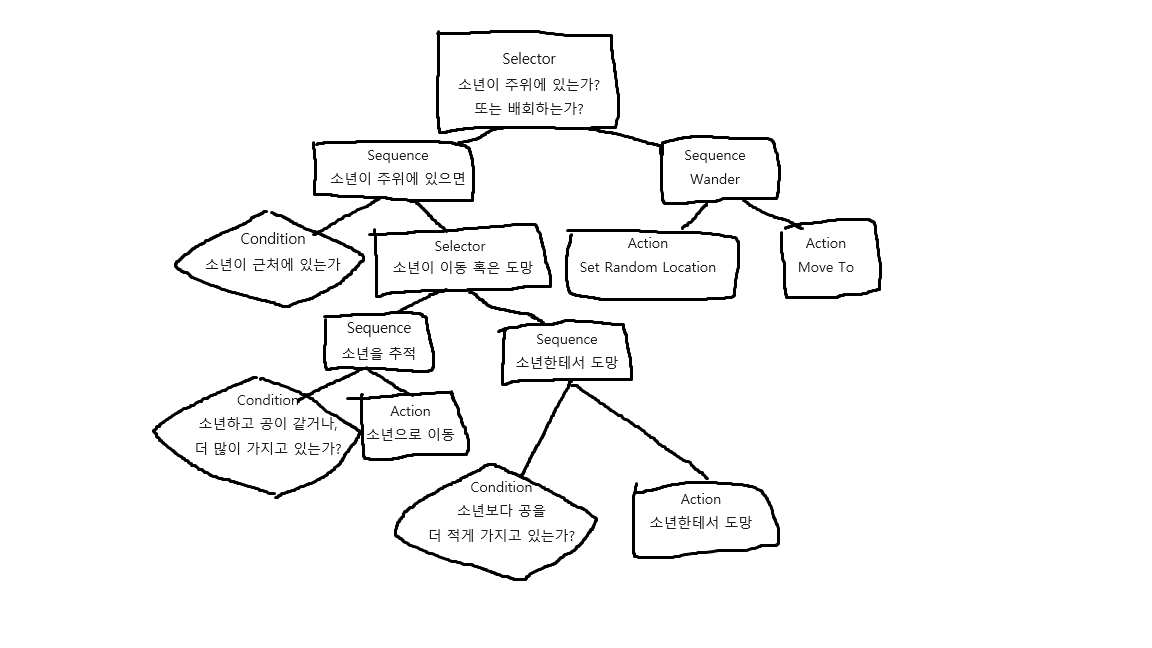 Selector
소년이 주위에 있는가?
또는 배회하는가?
Sequence
소년이 주위에 있으면
Sequence
Wander
Condition
소년이 근처에 있는가
Selector
소년이 이동 혹은 도망
Action
Set Random Location
Action
Move To
Sequence
소년을 추적
Sequence
소년한테서 도망
Condition
소년하고 공이 같거나,
더 많이 가지고 있는가?
Action
소년으로 이동
Condition
소년보다 공을
더 적게 가지고 있는가?
Action
소년한테서 도망